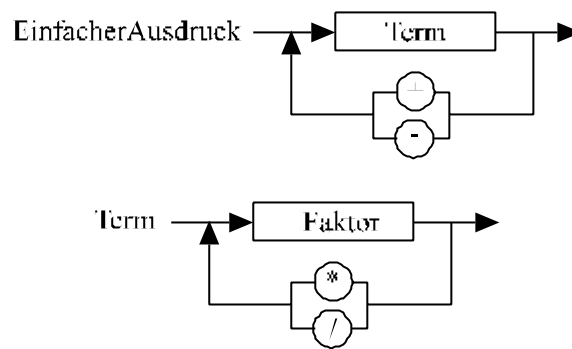 EinfacherAusdruck Term
+
-
Term Faktor
*
/